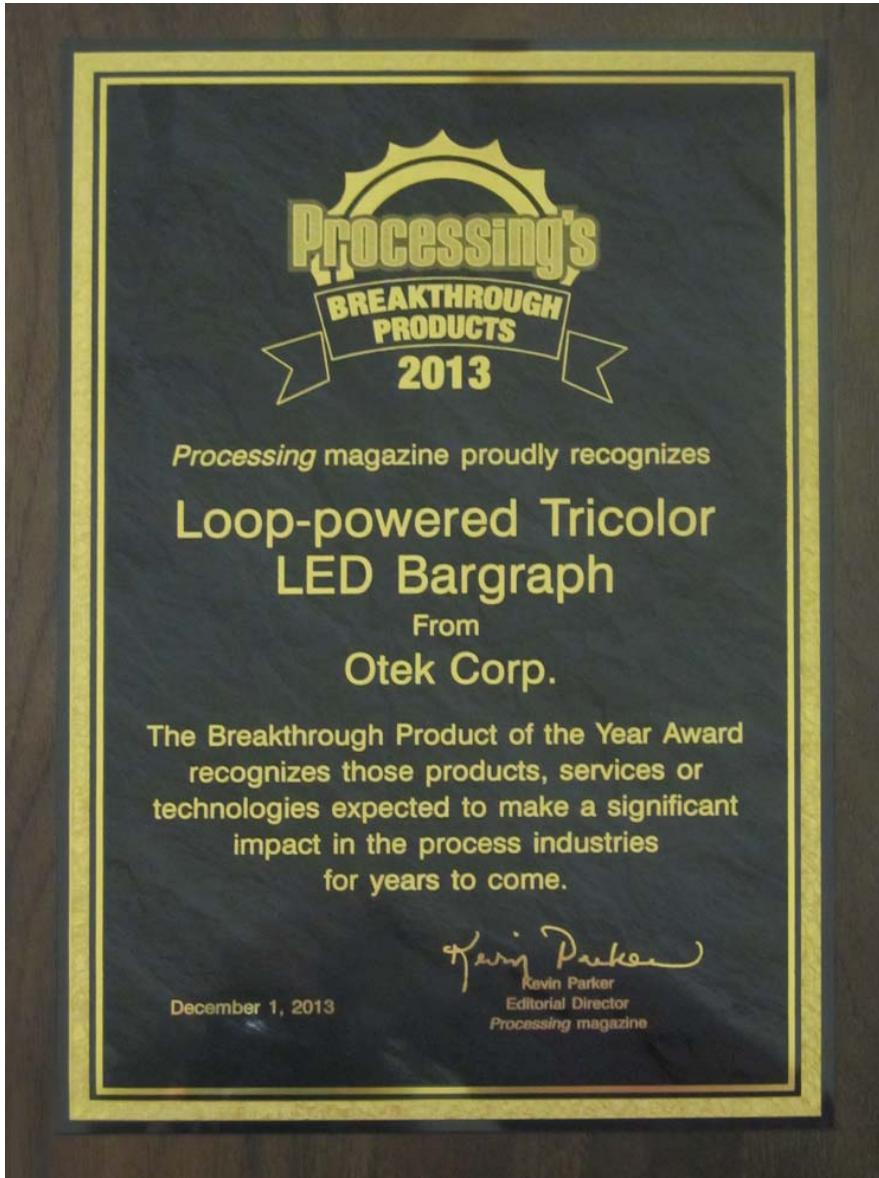 Processing's
BREAKTHROUGH
PRODUCTS
2013
Processing magazine proudly recognizes
Loop-powered Tricolor
LED Bargraph
From
Otek Corp.
The Breakthrough Product of the Year Award
recognizes those products, services or
technologies expected to make a significant
impact in the process industries
for years to come.
Kevin Parker
Kevin Parker
Editorial Director
Processing magazine
December 1, 2013